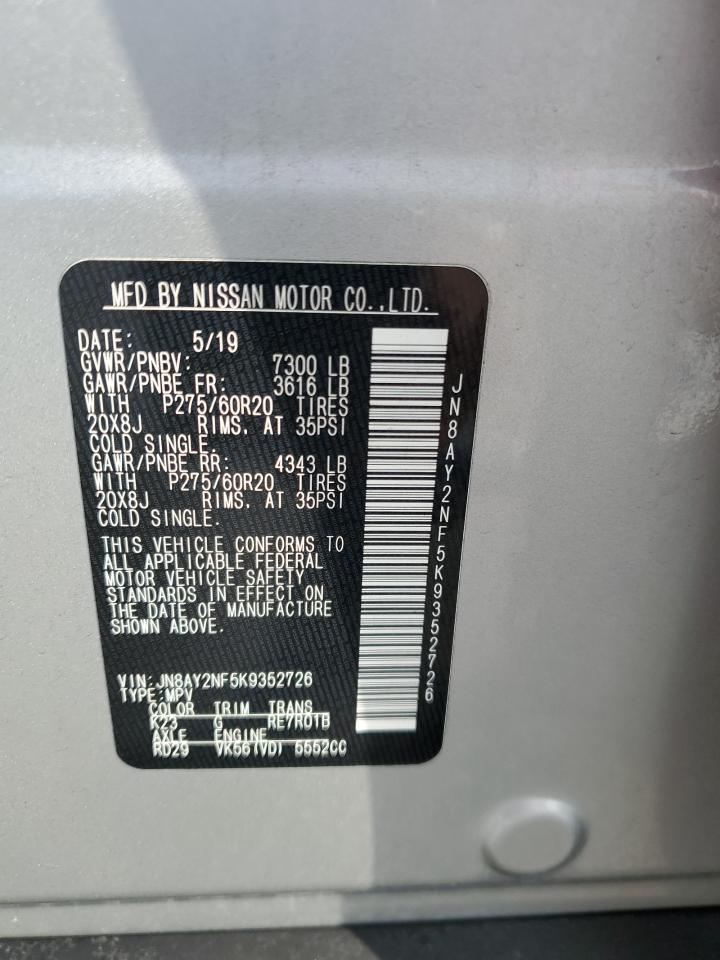 MFD BY NISSAN MOTOR CO.,LTD.
DATE: 5/19
GVWR/PNBV: 7300 LB
GAWR/PNBE FR: 3616 LB
WITH P275/60R20 TIRES
20X8J RIMS, AT 35PSI
COLD SINGLE.
GAWR/PNBE RR: 4343 LB
WITH P275/60R20 TIRES
20X8J RIMS, AT 35PSI
COLD SINGLE.
THIS VEHICLE CONFORMS TO
ALL APPLICABLE FEDERAL
MOTOR VEHICLE SAFETY
STANDARDS IN EFFECT ON
THE DATE OF MANUFACTURE
SHOWN ABOVE.
VIN:JN8AY2NF5K9352726
TYPE:MPV
COLOR TRIM TRANS
K23 G RE7R01B
AXLE ENGINE
RD29 VK56(VD) 5552CC
JN8AY2NF5K9352726